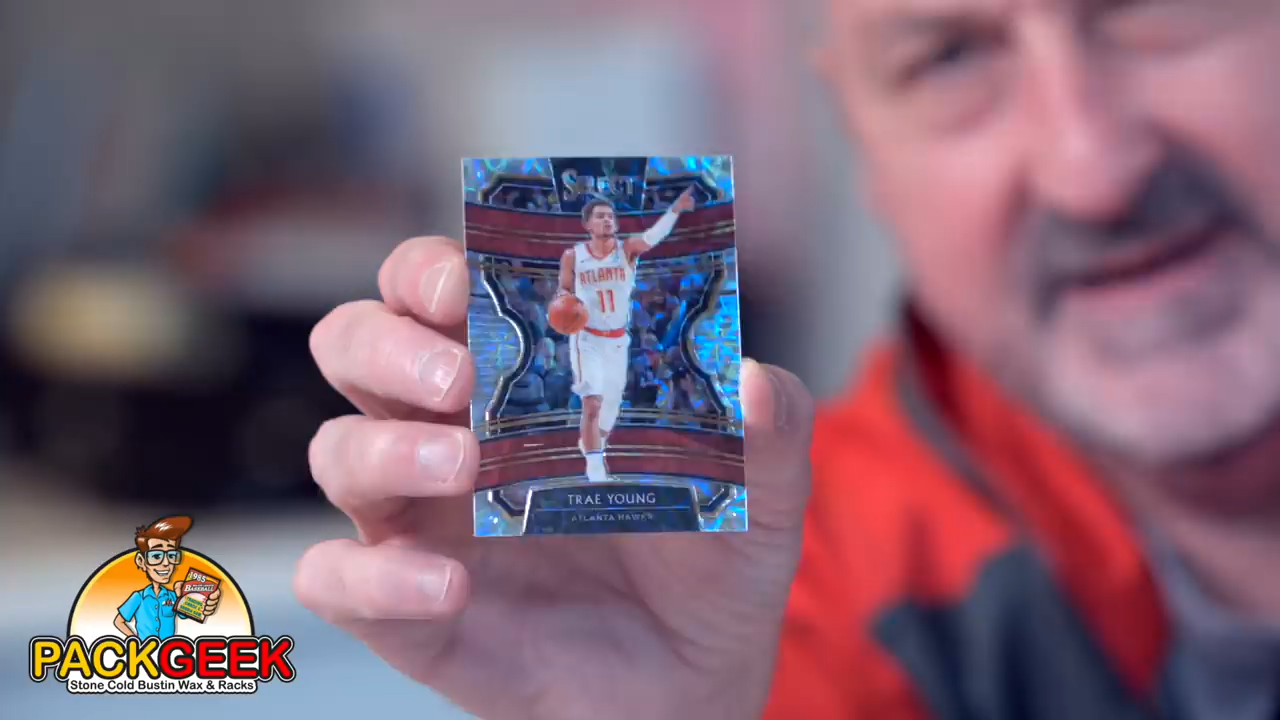 SELECT
ATLANTA
11
TRAE YOUNG
ATLANTA HAWKS
1985
BASEBALL
PACKGEEK
Stone Cold Bustin Wax & Racks